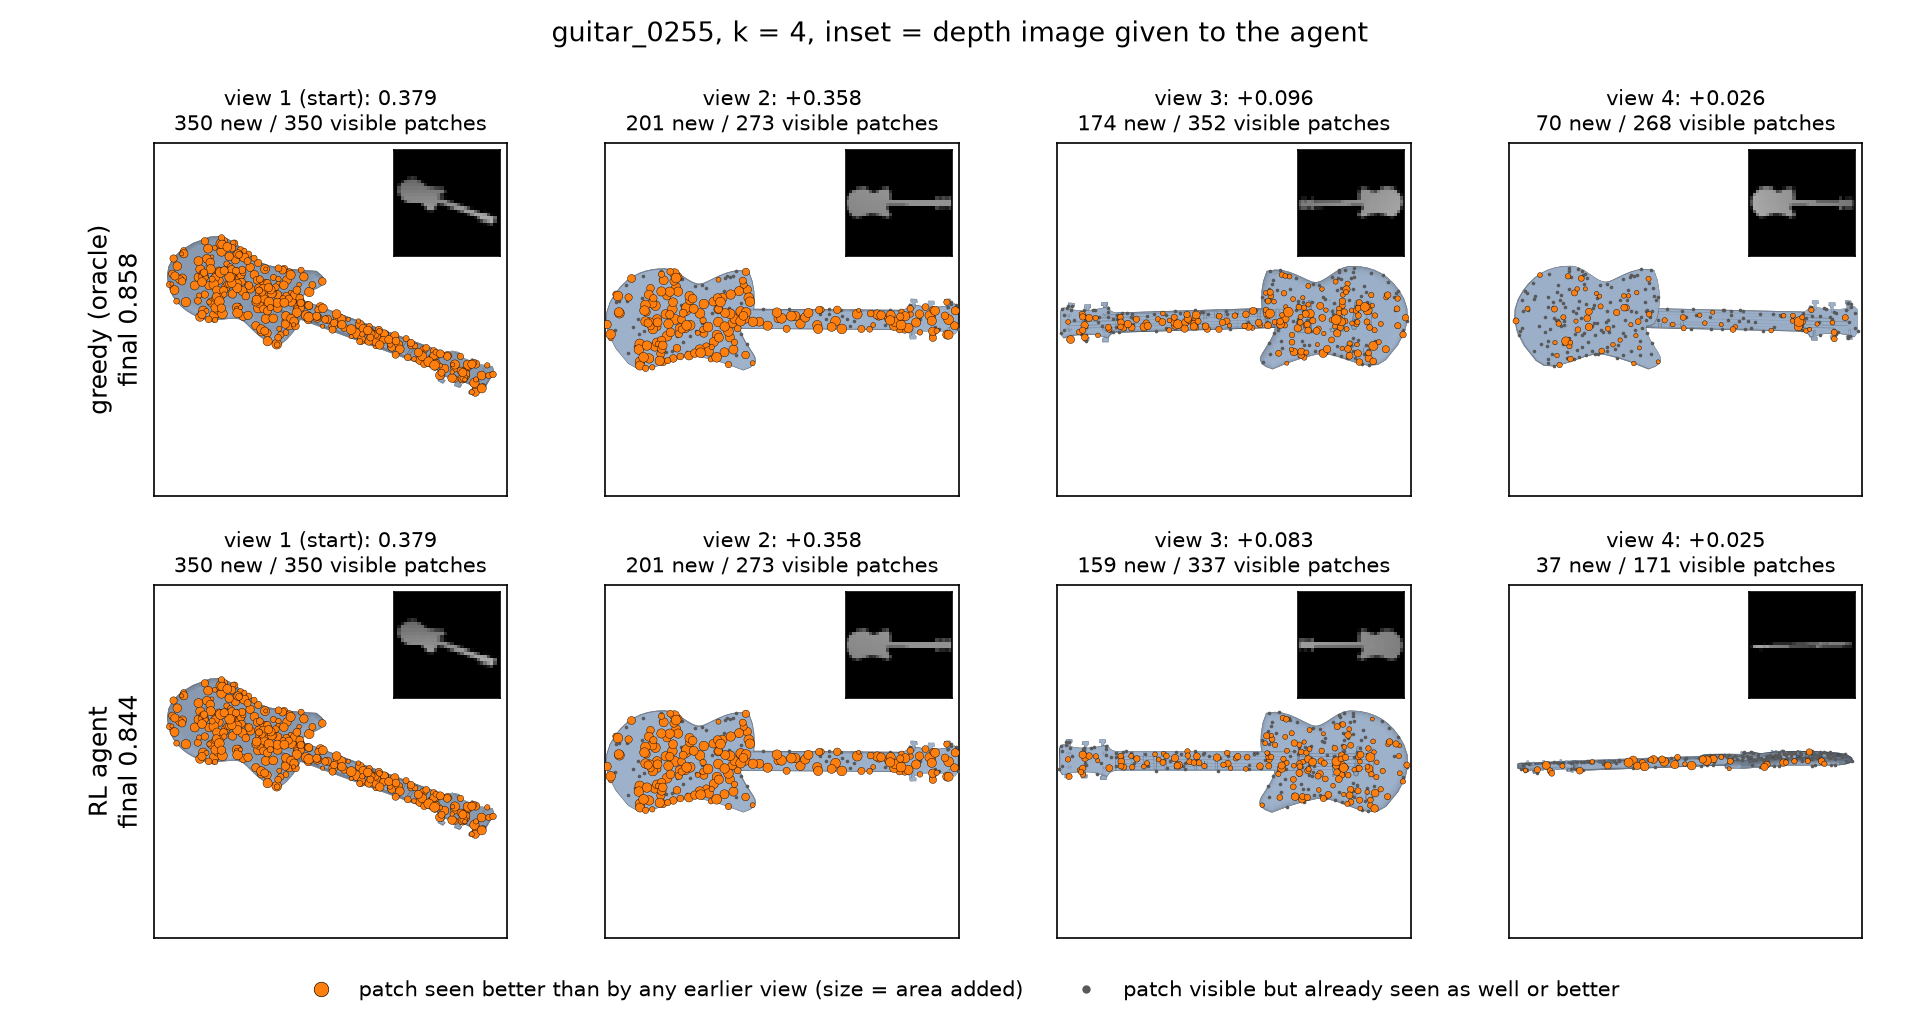 guitar_0255, k = 4, inset = depth image given to the agent
view 1 (start): 0.379
350 new / 350 visible patches
view 2: +0.358
201 new / 273 visible patches
view 3: +0.096
174 new / 352 visible patches
view 4: +0.026
70 new / 268 visible patches
greedy (oracle)
final 0.858
view 1 (start): 0.379
350 new / 350 visible patches
view 2: +0.358
201 new / 273 visible patches
view 3: +0.083
159 new / 337 visible patches
view 4: +0.025
37 new / 171 visible patches
RL agent
final 0.844
patch seen better than by any earlier view (size = area added)
patch visible but already seen as well or better